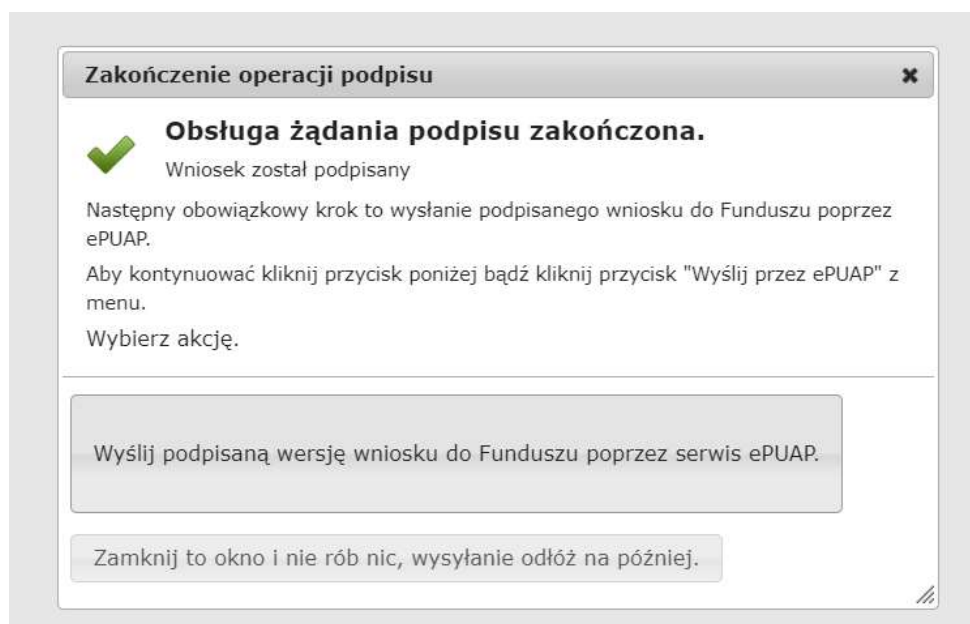 Zakończenie operacji podpisu
Obsługa żądania podpisu zakończona.
Wniosek został podpisany
Następny obowiązkowy krok to wysłanie podpisanego wniosku do Funduszu poprzez
ePUAP.
Aby kontynuować kliknij przycisk poniżej bądź kliknij przycisk "Wyślij przez ePUAP" z
menu.
Wybierz akcję.
Wyślij podpisaną wersję wniosku do Funduszu poprzez serwis ePUAP.
Zamknij to okno i nie rób nic, wysyłanie odłóż na później.